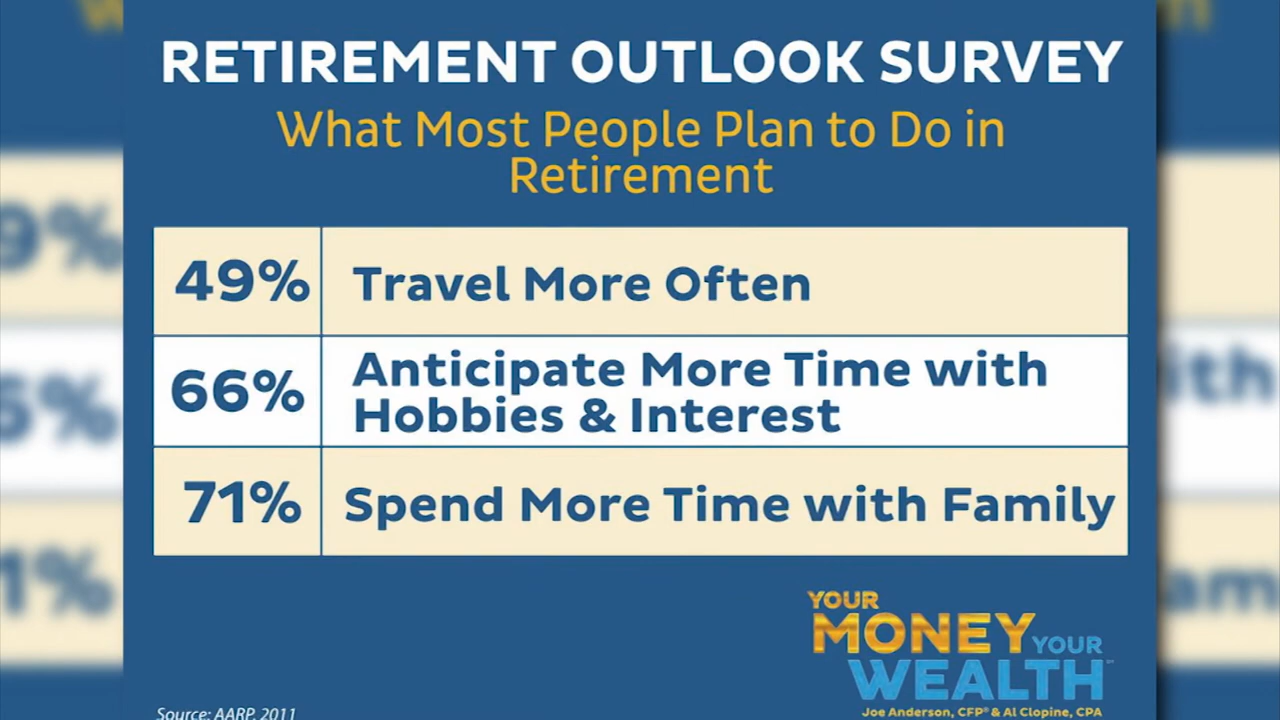 RETIREMENT OUTLOOK SURVEY
What Most People Plan to Do in
Retirement
49% Travel More Often
66% Anticipate More Time with
Hobbies & Interest
71% Spend More Time with Family
YOUR
MONEY YOUR
WEALTH
Joe Anderson, CFP® & Al Clopine, CPA
Source: AARP, 2011